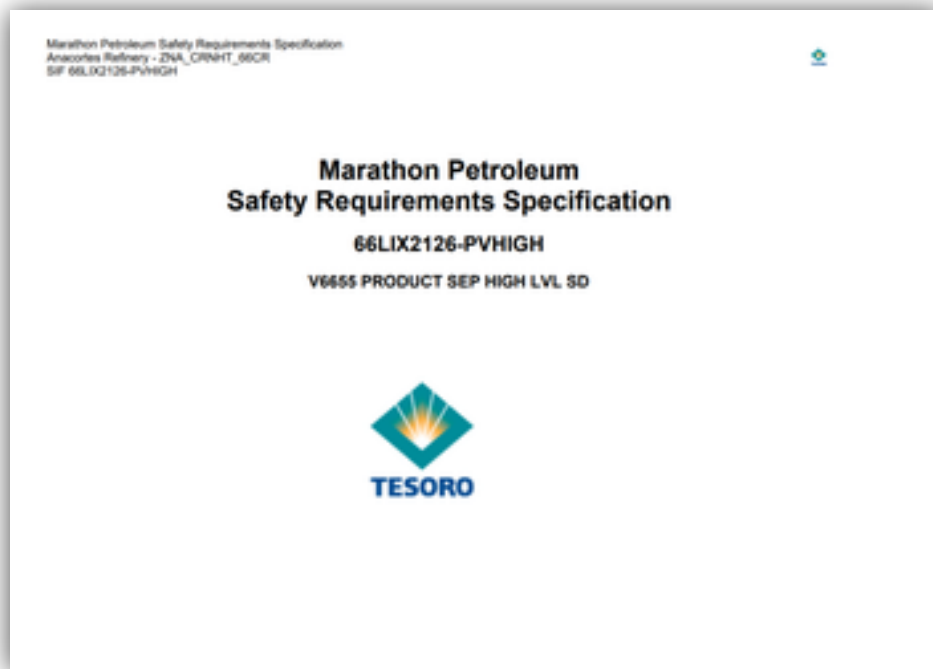 Marathon Petroleum Safety Requirements Specification
Anacortes Refinery - ZNA_CRNHT_66CR
SIF 66LIX2126-PVHIGH
Marathon Petroleum
Safety Requirements Specification
66LIX2126-PVHIGH
V6655 PRODUCT SEP HIGH LVL SD
TESORO